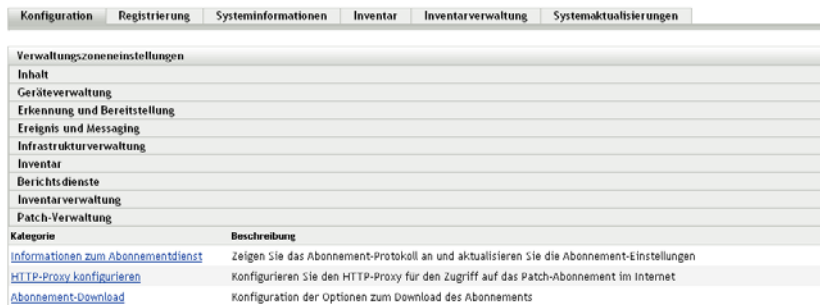 Konfiguration Registrierung Systeminformationen Inventar Inventarverwaltung Systemaktualisierungen
Verwaltungszoneneinstellungen
Inhalt
Geräteverwaltung
Erkennung und Bereitstellung
Ereignis und Messaging
Infrastrukturverwaltung
Inventar
Berichtsdienste
Inventarverwaltung
Patch-Verwaltung
Kategorie Beschreibung
Informationen zum Abonnementdienst Zeigen Sie das Abonnement-Protokoll an und aktualisieren Sie die Abonnement-Einstellungen
HTTP-Proxy konfigurieren Konfigurieren Sie den HTTP-Proxy für den Zugriff auf das Patch-Abonnement im Internet
Abonnement-Download Konfiguration der Optionen zum Download des Abonnements